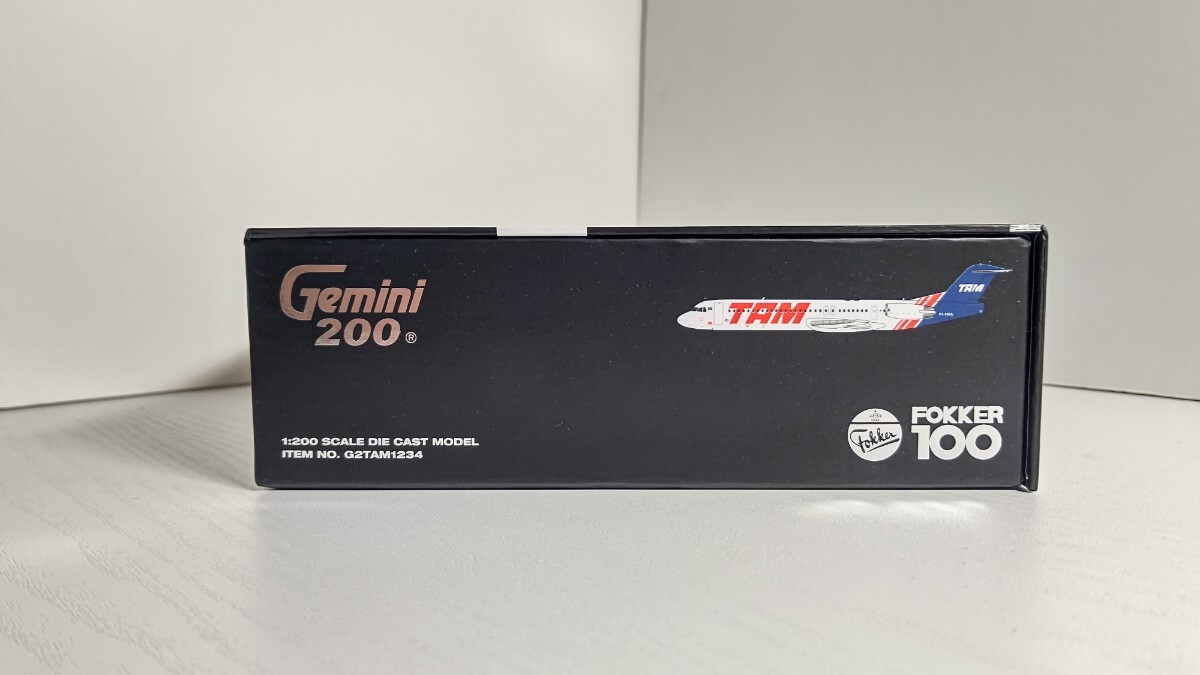 Gemini
200®
TAM
TAM
1:200 SCALE DIE CAST MODEL
ITEM NO. G2TAM1234
Fokker
FOKKER
100